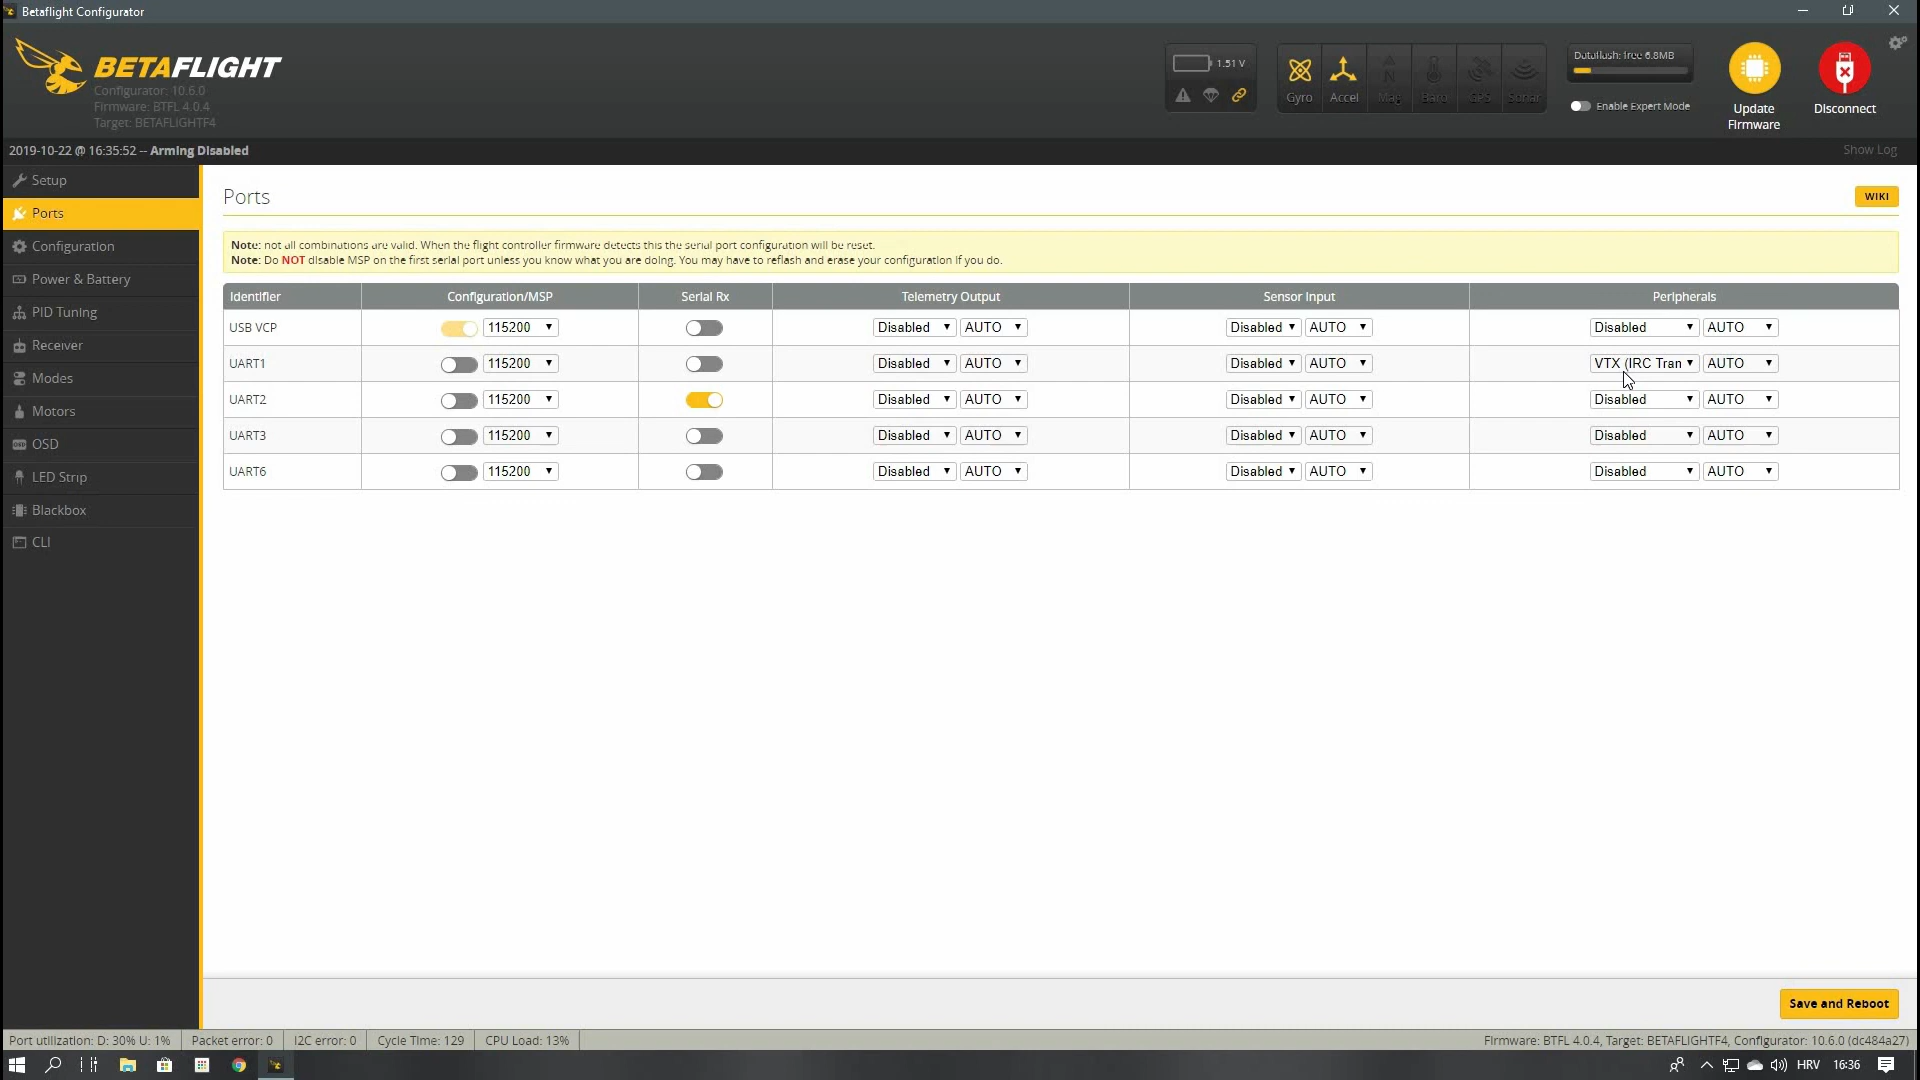 Betaflight Configurator
BETAFLIGHT
Configurator: 10.6.0
Firmware: BTFL 4.0.4
Target: BETAFLIGHTF4
1.51 V
Gyro Accel Mag Baro GPS Sonar
Dataflash: free 6.8MB
Enable Expert Mode
Update Firmware
Disconnect
2019-10-22 @ 16:35:52 -- Arming Disabled
Show Log
Setup
Ports
Configuration
Power & Battery
PID Tuning
Receiver
Modes
Motors
OSD
LED Strip
Blackbox
CLI
Ports
WIKI
Note: not all combinations are valid. When the flight controller firmware detects this the serial port configuration will be reset.
Note: Do NOT disable MSP on the first serial port unless you know what you are doing. You may have to reflash and erase your configuration if you do.
Identifier Configuration/MSP Serial Rx Telemetry Output Sensor Input Peripherals
USB VCP 115200 Disabled AUTO Disabled AUTO Disabled AUTO
UART1 115200 Disabled AUTO Disabled AUTO VTX (IRC Tran AUTO
UART2 115200 Disabled AUTO Disabled AUTO Disabled AUTO
UART3 115200 Disabled AUTO Disabled AUTO Disabled AUTO
UART6 115200 Disabled AUTO Disabled AUTO Disabled AUTO
Save and Reboot
Port utilization: D: 30% U: 1% Packet error: 0 I2C error: 0 Cycle Time: 129 CPU Load: 13% Firmware: BTFL 4.0.4, Target: BETAFLIGHTF4, Configurator: 10.6.0 (dc484a27)
HRV 16:36